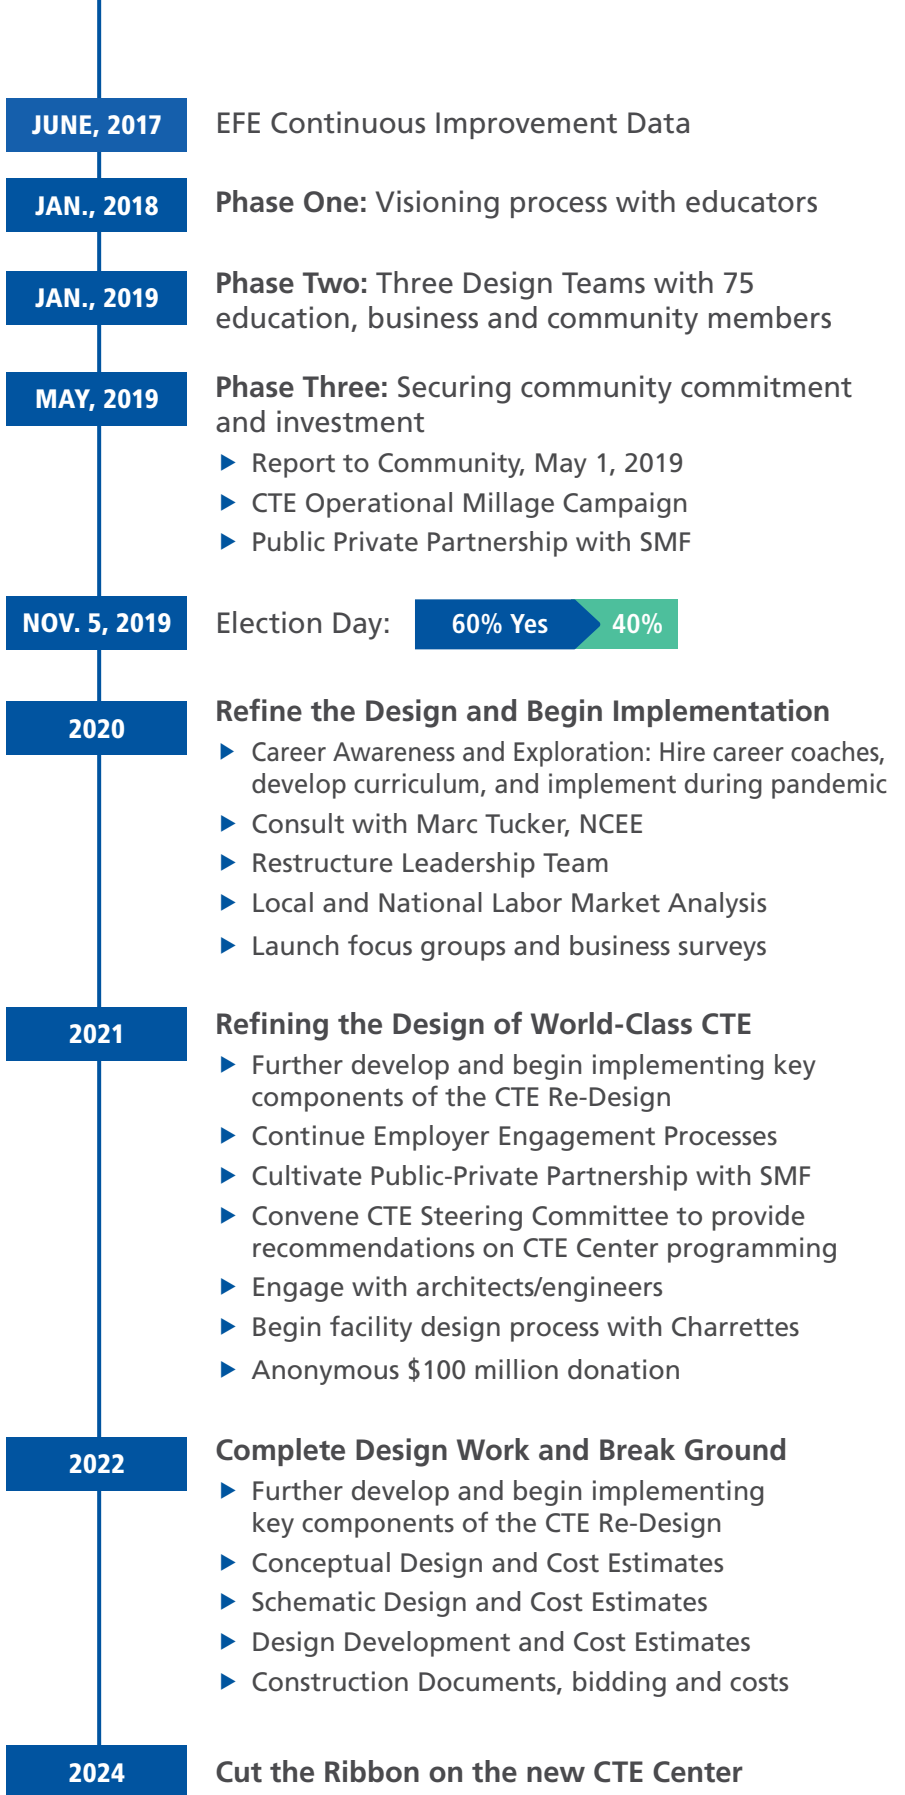 JUNE, 2017
EFE Continuous Improvement Data
JAN., 2018
Phase One: Visioning process with educators
JAN., 2019
Phase Two: Three Design Teams with 75
education, business and community members
MAY, 2019
Phase Three: Securing community commitment
and investment
▶ Report to Community, May 1, 2019
▶ CTE Operational Millage Campaign
▶ Public Private Partnership with SMF
NOV. 5, 2019
Election Day:
60% Yes
40%
2020
Refine the Design and Begin Implementation
▶ Career Awareness and Exploration: Hire career coaches,
develop curriculum, and implement during pandemic
▶ Consult with Marc Tucker, NCEE
▶ Restructure Leadership Team
▶ Local and National Labor Market Analysis
▶ Launch focus groups and business surveys
2021
Refining the Design of World-Class CTE
▶ Further develop and begin implementing key
components of the CTE Re-Design
▶ Continue Employer Engagement Processes
▶ Cultivate Public-Private Partnership with SMF
▶ Convene CTE Steering Committee to provide
recommendations on CTE Center programming
▶ Engage with architects/engineers
▶ Begin facility design process with Charrettes
▶ Anonymous $100 million donation
2022
Complete Design Work and Break Ground
▶ Further develop and begin implementing
key components of the CTE Re-Design
▶ Conceptual Design and Cost Estimates
▶ Schematic Design and Cost Estimates
▶ Design Development and Cost Estimates
▶ Construction Documents, bidding and costs
2024
Cut the Ribbon on the new CTE Center